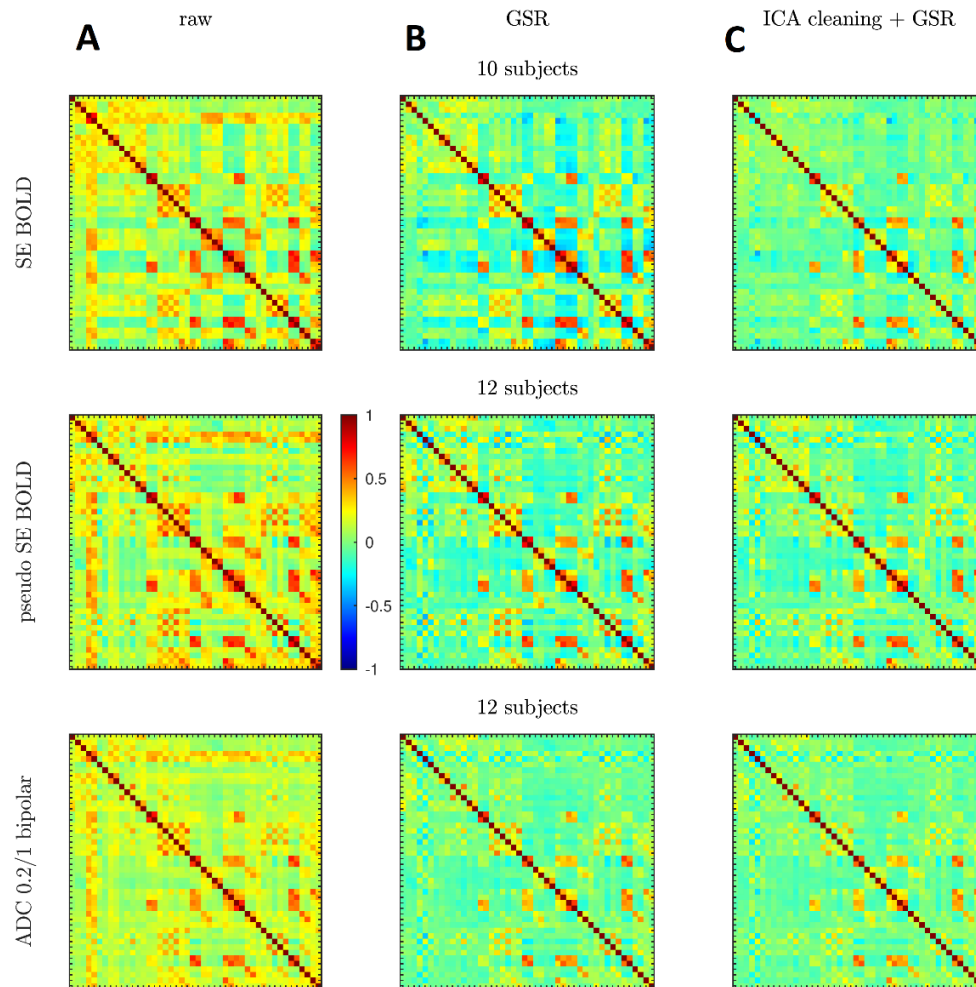 A raw B GSR C ICA cleaning + GSR
10 subjects
SE BOLD
12 subjects
pseudo SE BOLD
1
0.5
0
-0.5
-1
12 subjects
ADC 0.2/1 bipolar